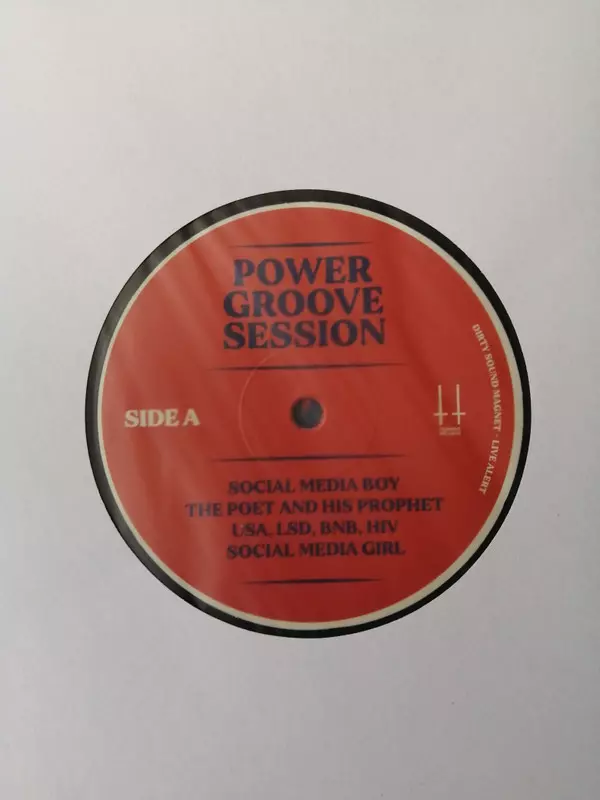 POWER
GROOVE
SESSION
SIDE A
DIRTY SOUND MAGNET - LIVE ALERT
SOCIAL MEDIA BOY
THE POET AND HIS PROPHET
USA, LSD, BNB, HIV
SOCIAL MEDIA GIRL